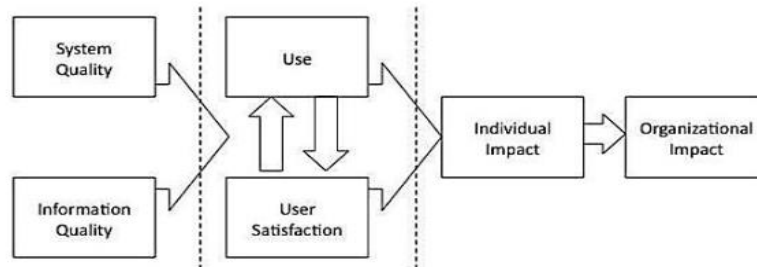 System
Quality
Use
Individual
Impact
Organizational
Impact
Information
Quality
User
Satisfaction